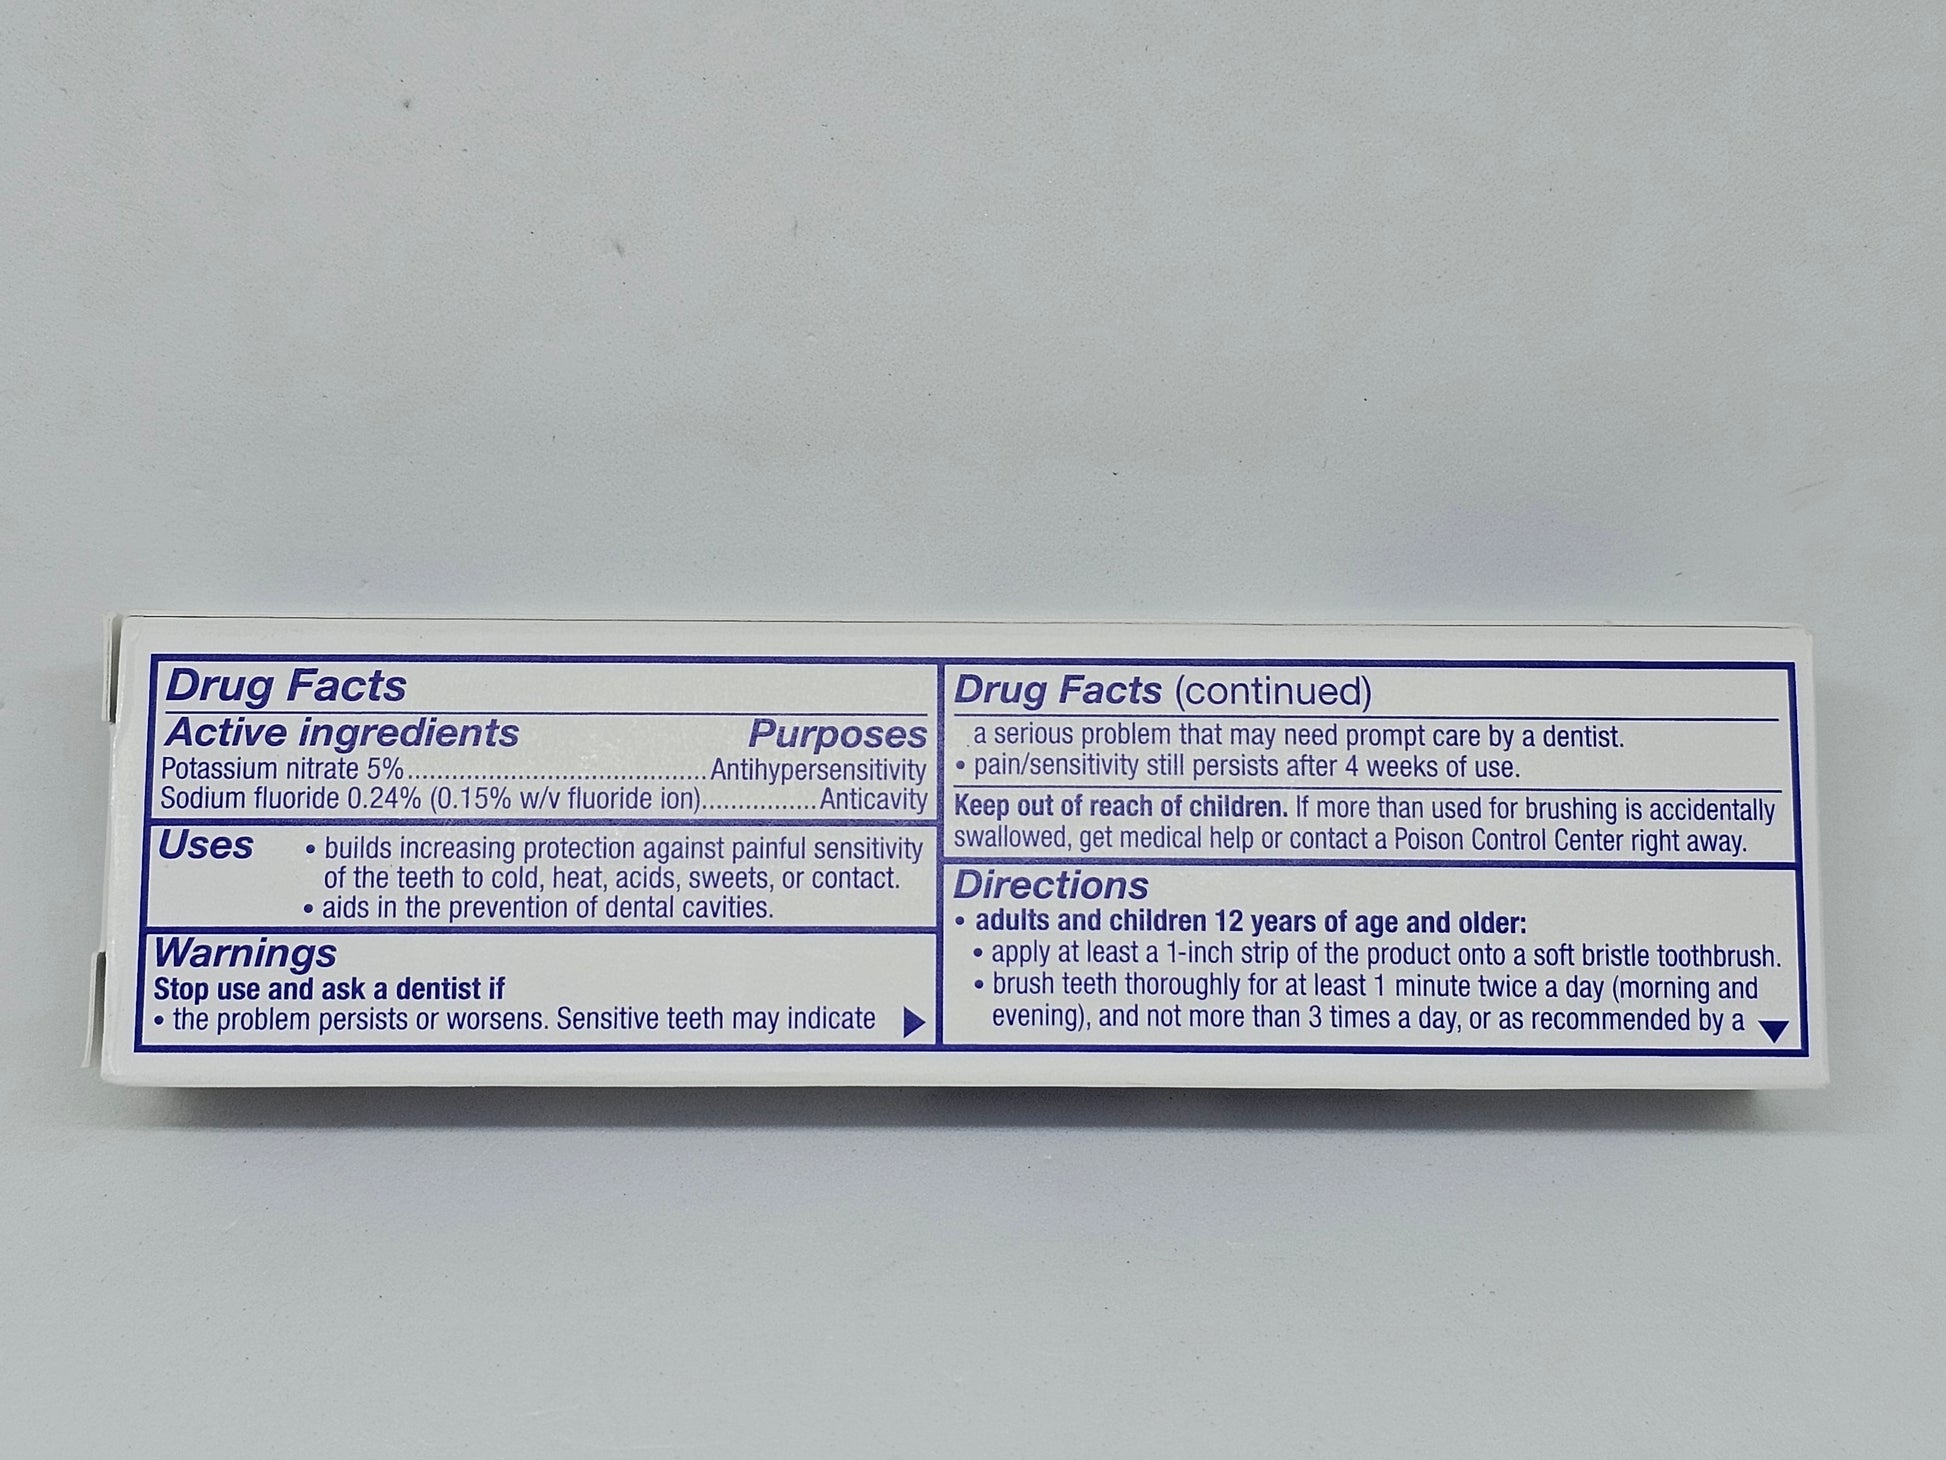 Drug Facts
Active ingredients Purposes
Potassium nitrate 5%........................................Antihypersensitivity
Sodium fluoride 0.24% (0.15% w/v fluoride ion)................Anticavity
Uses • builds increasing protection against painful sensitivity
of the teeth to cold, heat, acids, sweets, or contact.
• aids in the prevention of dental cavities.
Warnings
Stop use and ask a dentist if
• the problem persists or worsens. Sensitive teeth may indicate
Drug Facts (continued)
a serious problem that may need prompt care by a dentist.
• pain/sensitivity still persists after 4 weeks of use.
Keep out of reach of children. If more than used for brushing is accidentally
swallowed, get medical help or contact a Poison Control Center right away.
Directions
• adults and children 12 years of age and older:
• apply at least a 1-inch strip of the product onto a soft bristle toothbrush.
• brush teeth thoroughly for at least 1 minute twice a day (morning and
evening), and not more than 3 times a day, or as recommended by a